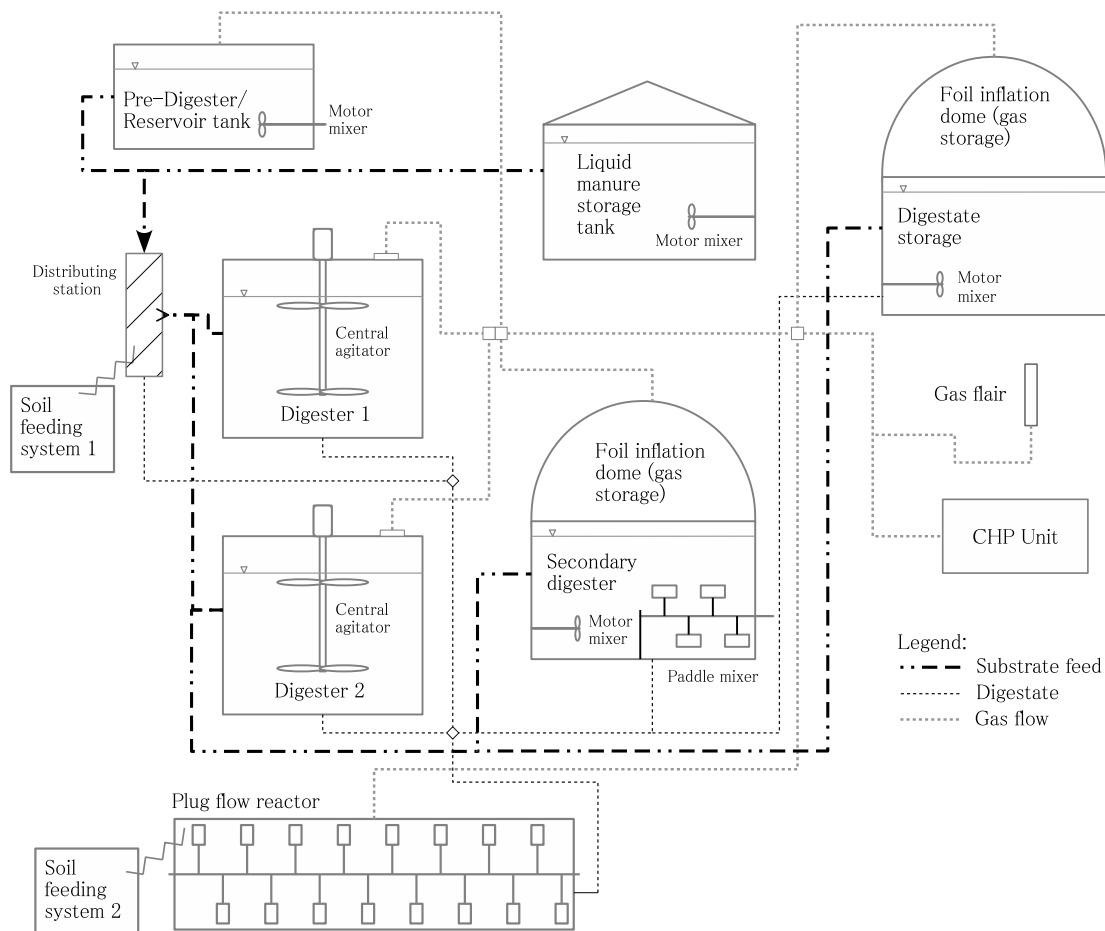 Pre-Digester/
Reservoir tank
Motor
mixer
Liquid
manure
storage
tank
Motor mixer
Foil inflation
dome (gas
storage)
Digestate
storage
Motor
mixer
Distributing
station
Soil
feeding
system 1
Central
agitator
Digester 1
Foil inflation
dome (gas
storage)
Secondary
digester
Motor
mixer
Paddle mixer
Gas flair
CHP Unit
Central
agitator
Digester 2
Legend:
Substrate feed
Digestate
Gas flow
Plug flow reactor
Soil
feeding
system 2